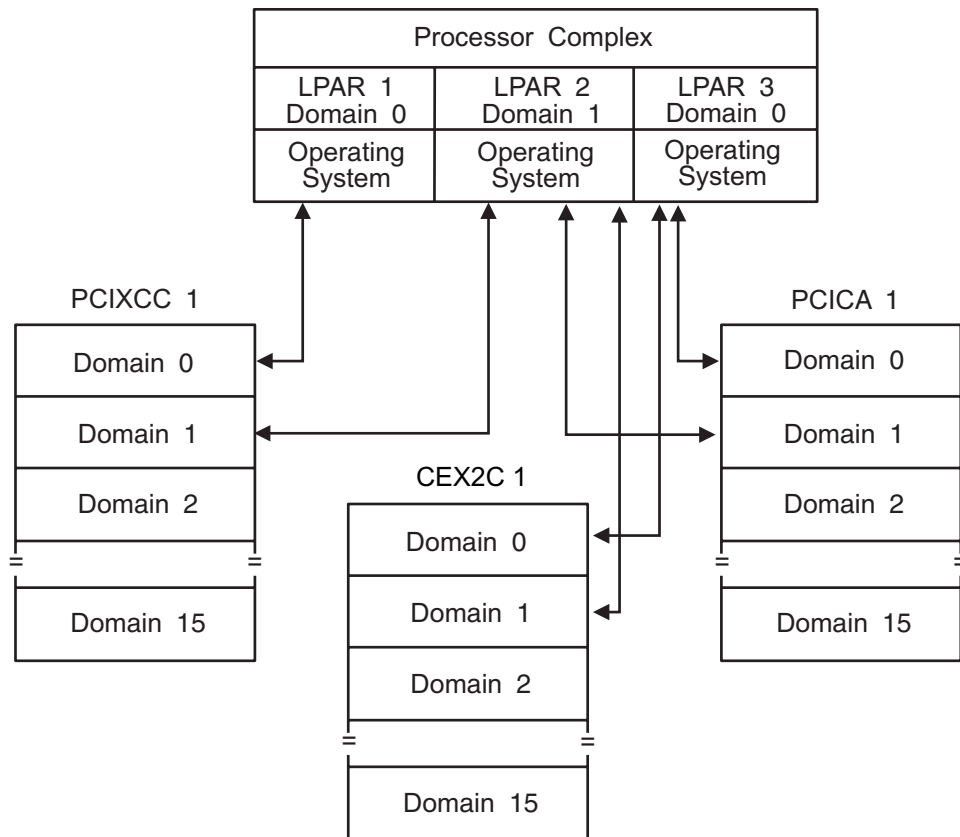 Processor Complex
LPAR 1
Domain 0
LPAR 2
Domain 1
LPAR 3
Domain 0
Operating
System
Operating
System
Operating
System
PCIXCC 1
Domain 0
Domain 1
Domain 2
=
=
Domain 15
CEX2C 1
Domain 0
Domain 1
Domain 2
=
=
Domain 15
PCICA 1
Domain 0
Domain 1
Domain 2
=
=
Domain 15